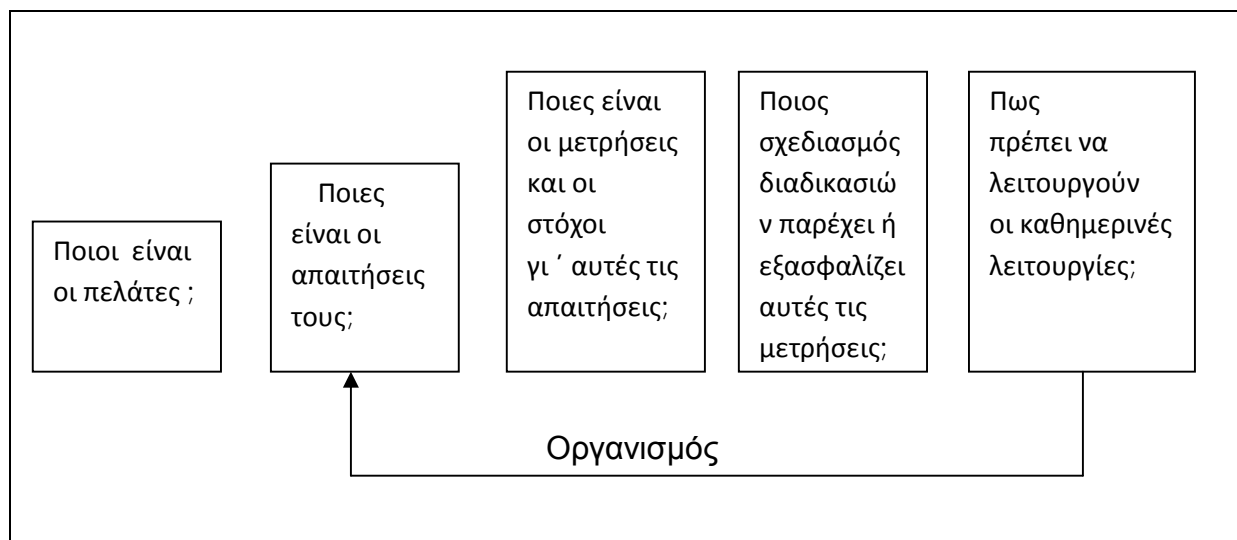 Ποιοι είναι
οι πελάτες ;
Ποιες
είναι οι
απαιτήσεις
τους;
Ποιες είναι
οι μετρήσεις
και οι
στόχοι
γι ΄ αυτές τις
απαιτήσεις;
Ποιος
σχεδιασμός
διαδικασιώ
ν παρέχει ή
εξασφαλίζει
αυτές τις
μετρήσεις;
Πως
πρέπει να
λειτουργούν
οι καθημερινές
λειτουργίες;
Οργανισμός